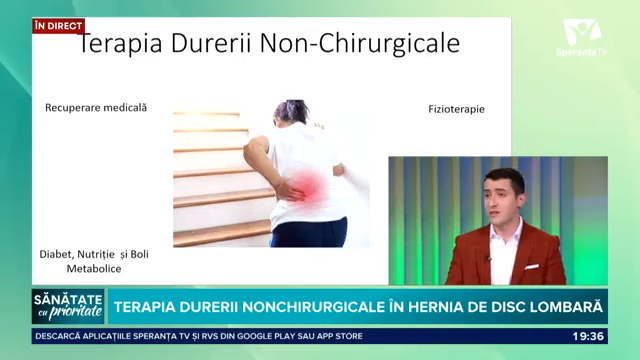 ÎN DIRECT
Terapia Durerii Non-Chirurgicale
Speranța TV
Recuperare medicală
Fizioterapie
Diabet, Nutriție și Boli
Metabolice
SĂNĂTATE
cu prioritate
TERAPIA DURERII NONCHIRURGICALE ÎN HERNIA DE DISC LOMBARĂ
DESCARCĂ APLICAȚIILE SPERANȚA TV ȘI RVS DIN GOOGLE PLAY SAU APP STORE
19:36